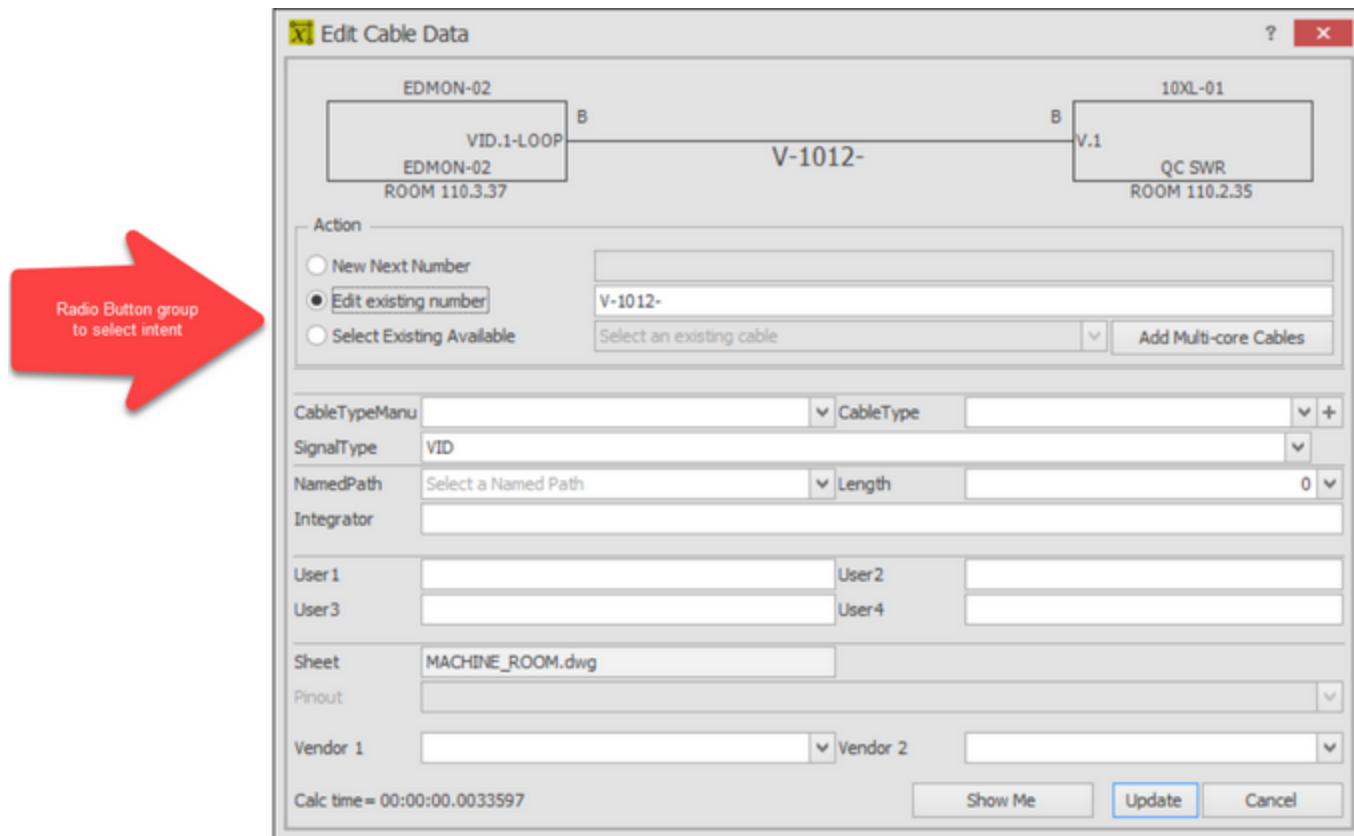 Edit Cable Data
?
EDMON-02
10XL-01
B
B
VID.1-LOOP
V.1
V-1012-
EDMON-02
QC SWR
ROOM 110.3.37
ROOM 110.2.35
Radio Button group
to select intent
Action
New Next Number
Edit existing number
V-1012-
Select Existing Available
Select an existing cable
Add Multi-core Cables
CableTypeManu
CableType
+
SignalType
VID
NamedPath
Select a Named Path
Length
0
Integrator
User1
User2
User3
User4
Sheet
MACHINE_ROOM.dwg
Pinout
Vendor 1
Vendor 2
Calc time= 00:00:00.0033597
Show Me
Update
Cancel